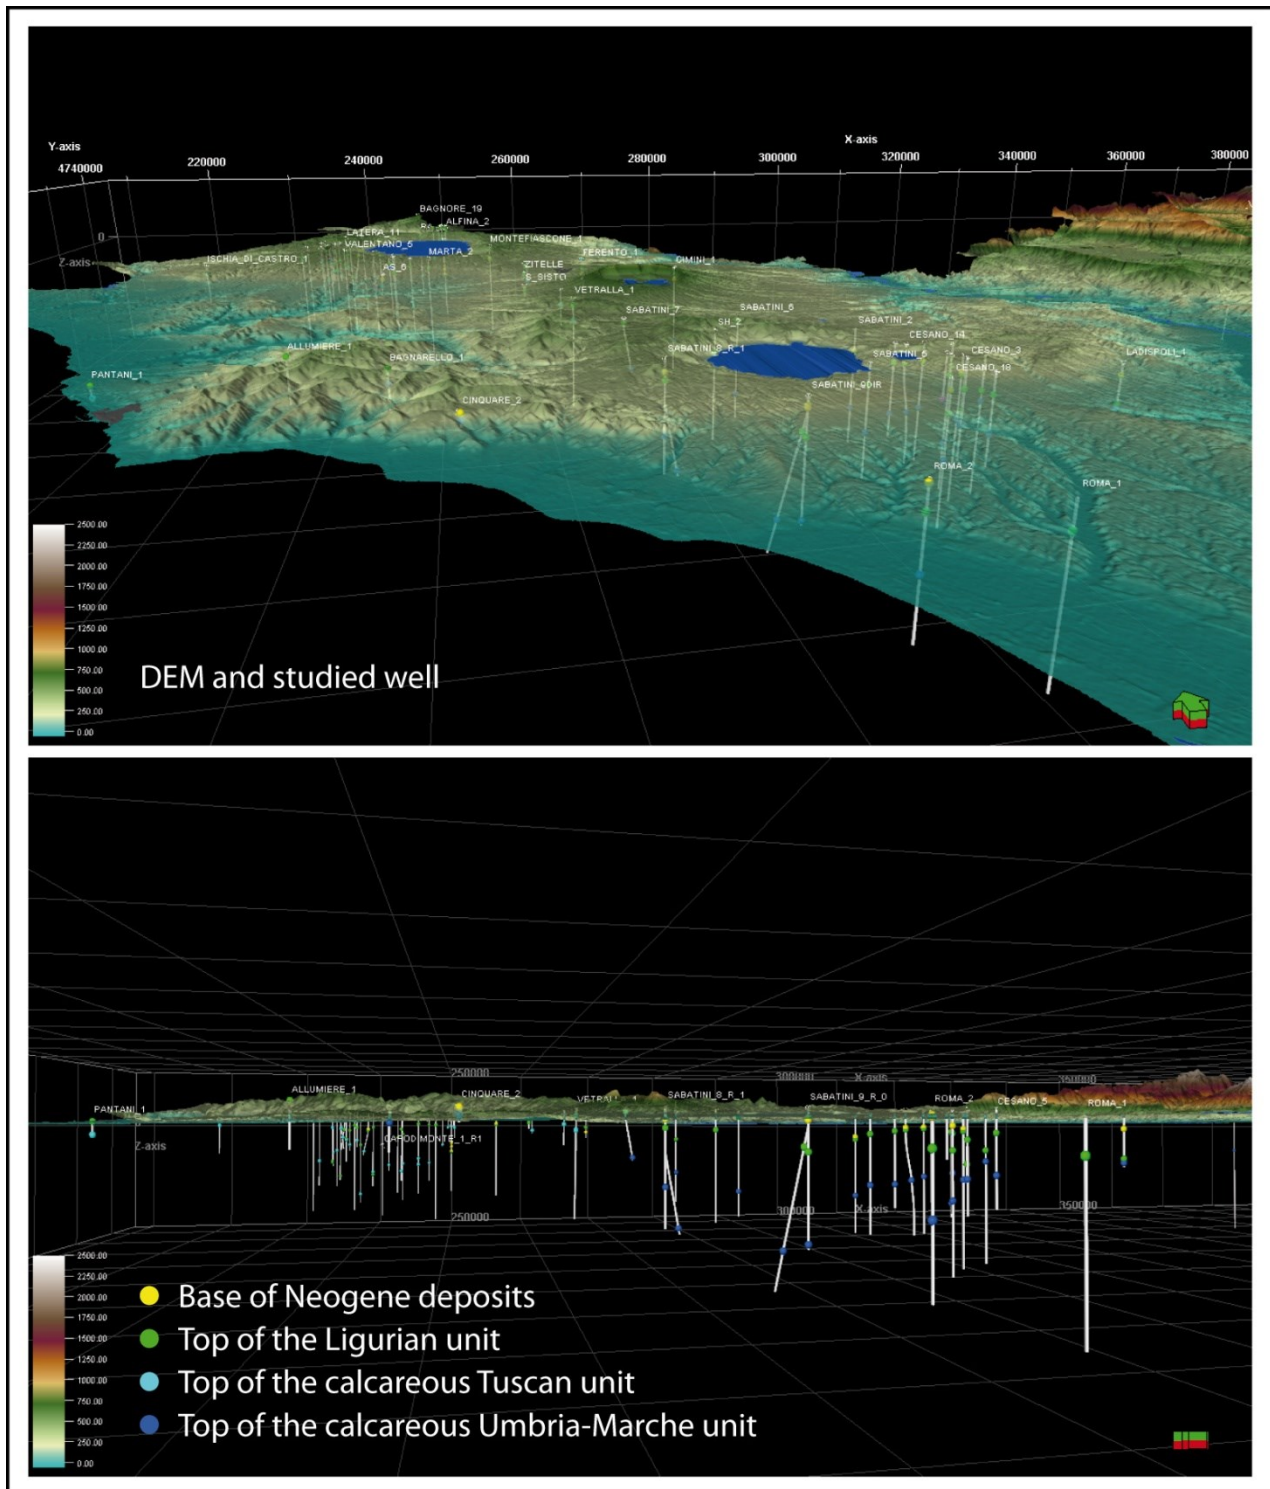 Y-axis
X-axis
4740000
220000
240000
260000
280000
300000
320000
340000
360000
380000
BAGNORE_19
ALFINA_2
LATERA_11
VALENTANO_5
MARTA_2
MONTEFIASCONE_1
0
Z-axis
ISCHIA_DI_CASTRO_1
AS_6
FERENTO_1
CIMINI_1
ZITELLE
S_SISTO
VETRALLA_1
SABATINI_7
SABATINI_6
SH_2
SABATINI_2
CESANO_14
ALLUMIERE_1
BAGNARELLO_1
SABATINI_8_R_1
SABATINI_5
CESANO_3
LADISPOLI_1
PANTANI_1
CESANO_18
SABATINI_9DIR
CINQUARE_2
ROMA_2
ROMA_1
2500.00
2250.00
2000.00
1750.00
1500.00
1250.00
1000.00
750.00
500.00
250.00
0.00
DEM and studied well
250000
300000
X-axis
350000
ALLUMIERE_1
CINQUARE_2
SABATINI_8_R_1
SABATINI_9_R_0
ROMA_2
CESANO_5
ROMA_1
PANTANI_1
Z-axis
CAPODIMONTE_1_R1
250000
300000
X-axis
350000
2500.00
2250.00
2000.00
1750.00
1500.00
1250.00
1000.00
750.00
500.00
250.00
0.00
Base of Neogene deposits
Top of the Ligurian unit
Top of the calcareous Tuscan unit
Top of the calcareous Umbria-Marche unit